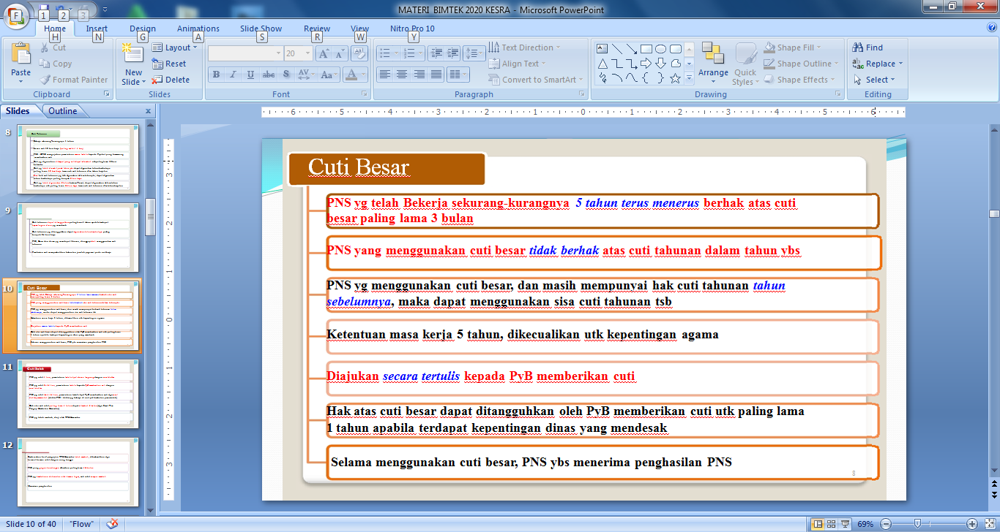 MATERI BIMTEK 2020 KESRA - Microsoft PowerPoint
F 1 2 3
Home Insert Design Animations Slide Show Review View Nitro Pro 10
H N G A S R W Y
Paste
Cut
Copy
Format Painter
Clipboard
New Slide
Layout
Reset
Delete
Slides
20
Font
Paragraph
Text Direction
Align Text
Convert to SmartArt
Arrange
Quick Styles
Shape Fill
Shape Outline
Shape Effects
Drawing
Find
Replace
Select
Editing
Slides Outline x
8
9
10
Cuti Besar
11
Cuti Sakit
12
Cuti Besar
PNS yg telah Bekerja sekurang-kurangnya 5 tahun terus menerus berhak atas cuti
besar paling lama 3 bulan
PNS yang menggunakan cuti besar tidak berhak atas cuti tahunan dalam tahun ybs
PNS yg menggunakan cuti besar, dan masih mempunyai hak cuti tahunan tahun
sebelumnya, maka dapat menggunakan sisa cuti tahunan tsb
Ketentuan masa kerja 5 tahun, dikecualikan utk kepentingan agama
Diajukan secara tertulis kepada PyB memberikan cuti
Hak atas cuti besar dapat ditangguhkan oleh PyB memberikan cuti utk paling lama
1 tahun apabila terdapat kepentingan dinas yang mendesak
Selama menggunakan cuti besar, PNS ybs menerima penghasilan PNS
8
Slide 10 of 40 "Flow" 69%